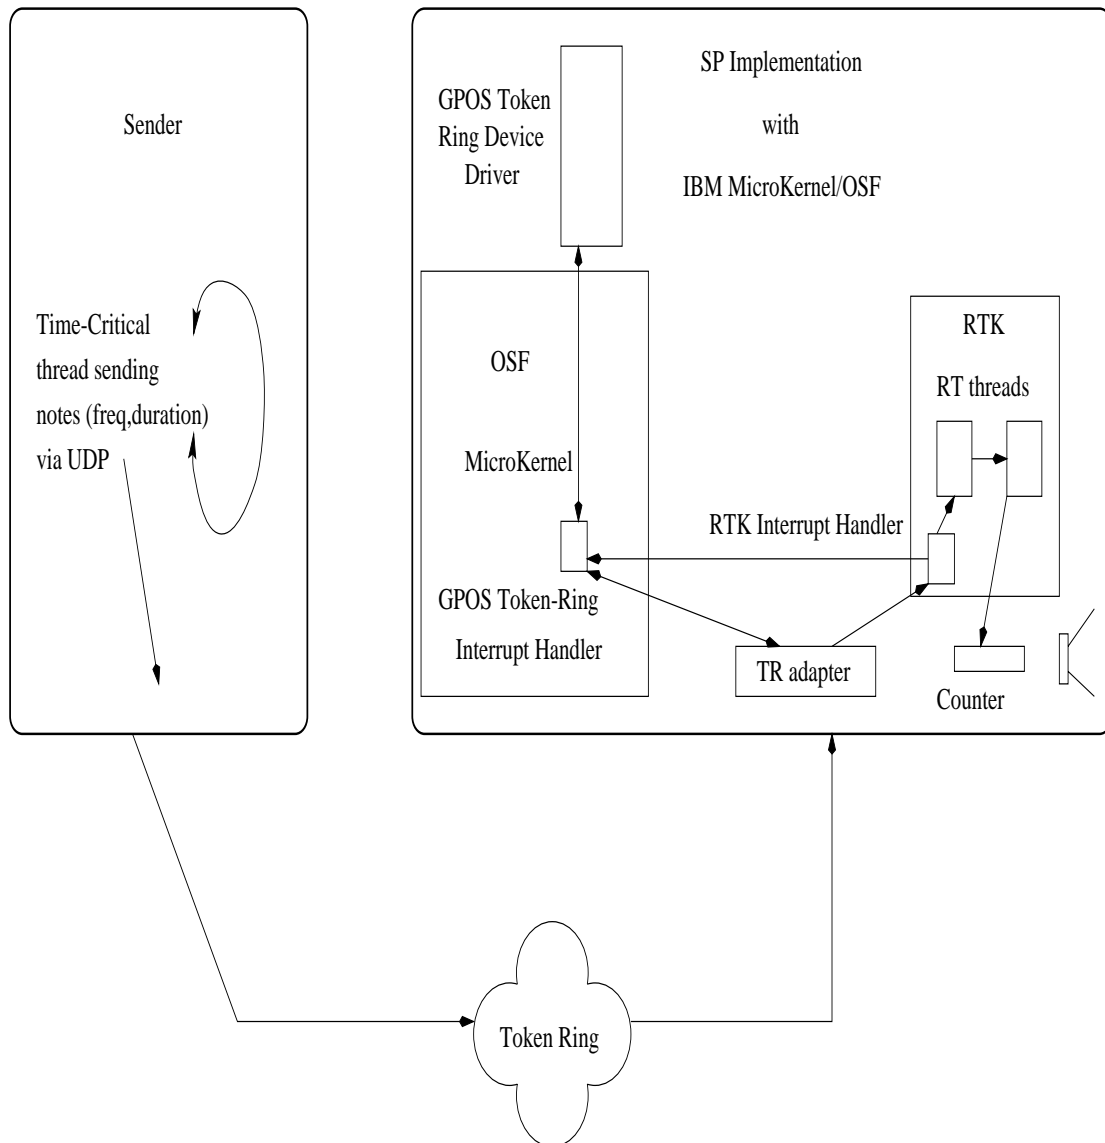 Sender
Time-Critical
thread sending
notes (freq,duration)
via UDP
SP Implementation
with
IBM MicroKernel/OSF
GPOS Token
Ring Device
Driver
OSF
MicroKernel
GPOS Token-Ring
Interrupt Handler
RTK Interrupt Handler
RTK
RT threads
TR adapter
Counter
Token Ring